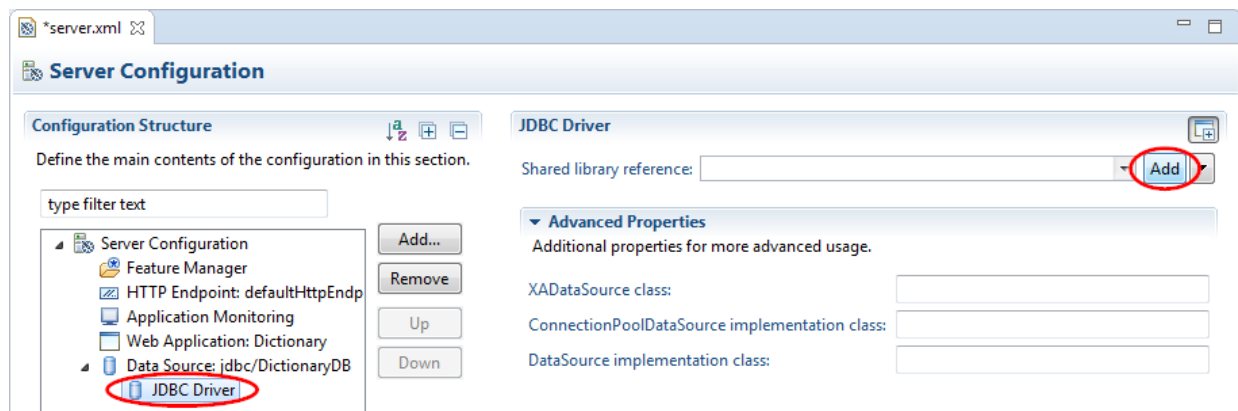 *server.xml
Server Configuration
Configuration Structure
Define the main contents of the configuration in this section.
type filter text
Server Configuration
Feature Manager
HTTP Endpoint: defaultHttpEndp
Application Monitoring
Web Application: Dictionary
Data Source: jdbc/DictionaryDB
JDBC Driver
Add...
Remove
Up
Down
JDBC Driver
Shared library reference:
Add
Advanced Properties
Additional properties for more advanced usage.
XADataSource class:
ConnectionPoolDataSource implementation class:
DataSource implementation class: